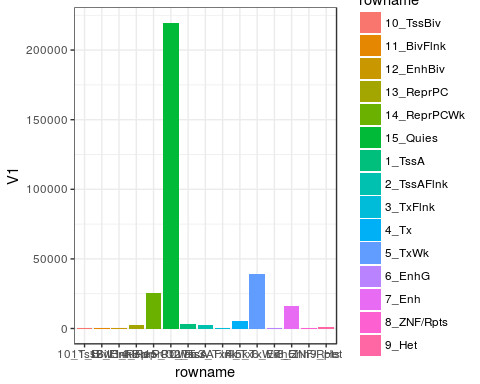 rowname
200000
150000
100000
50000
0
V1
rowname
10_TssBiv
11_BivFlnk
12_EnhBiv
13_ReprPC
14_ReprPCWk
15_Quies
1_TssA
2_TssAFlnk
3_TxFlnk
4_Tx
5_TxWk
6_EnhG
7_Enh
8_ZNF/Rpts
9_Het